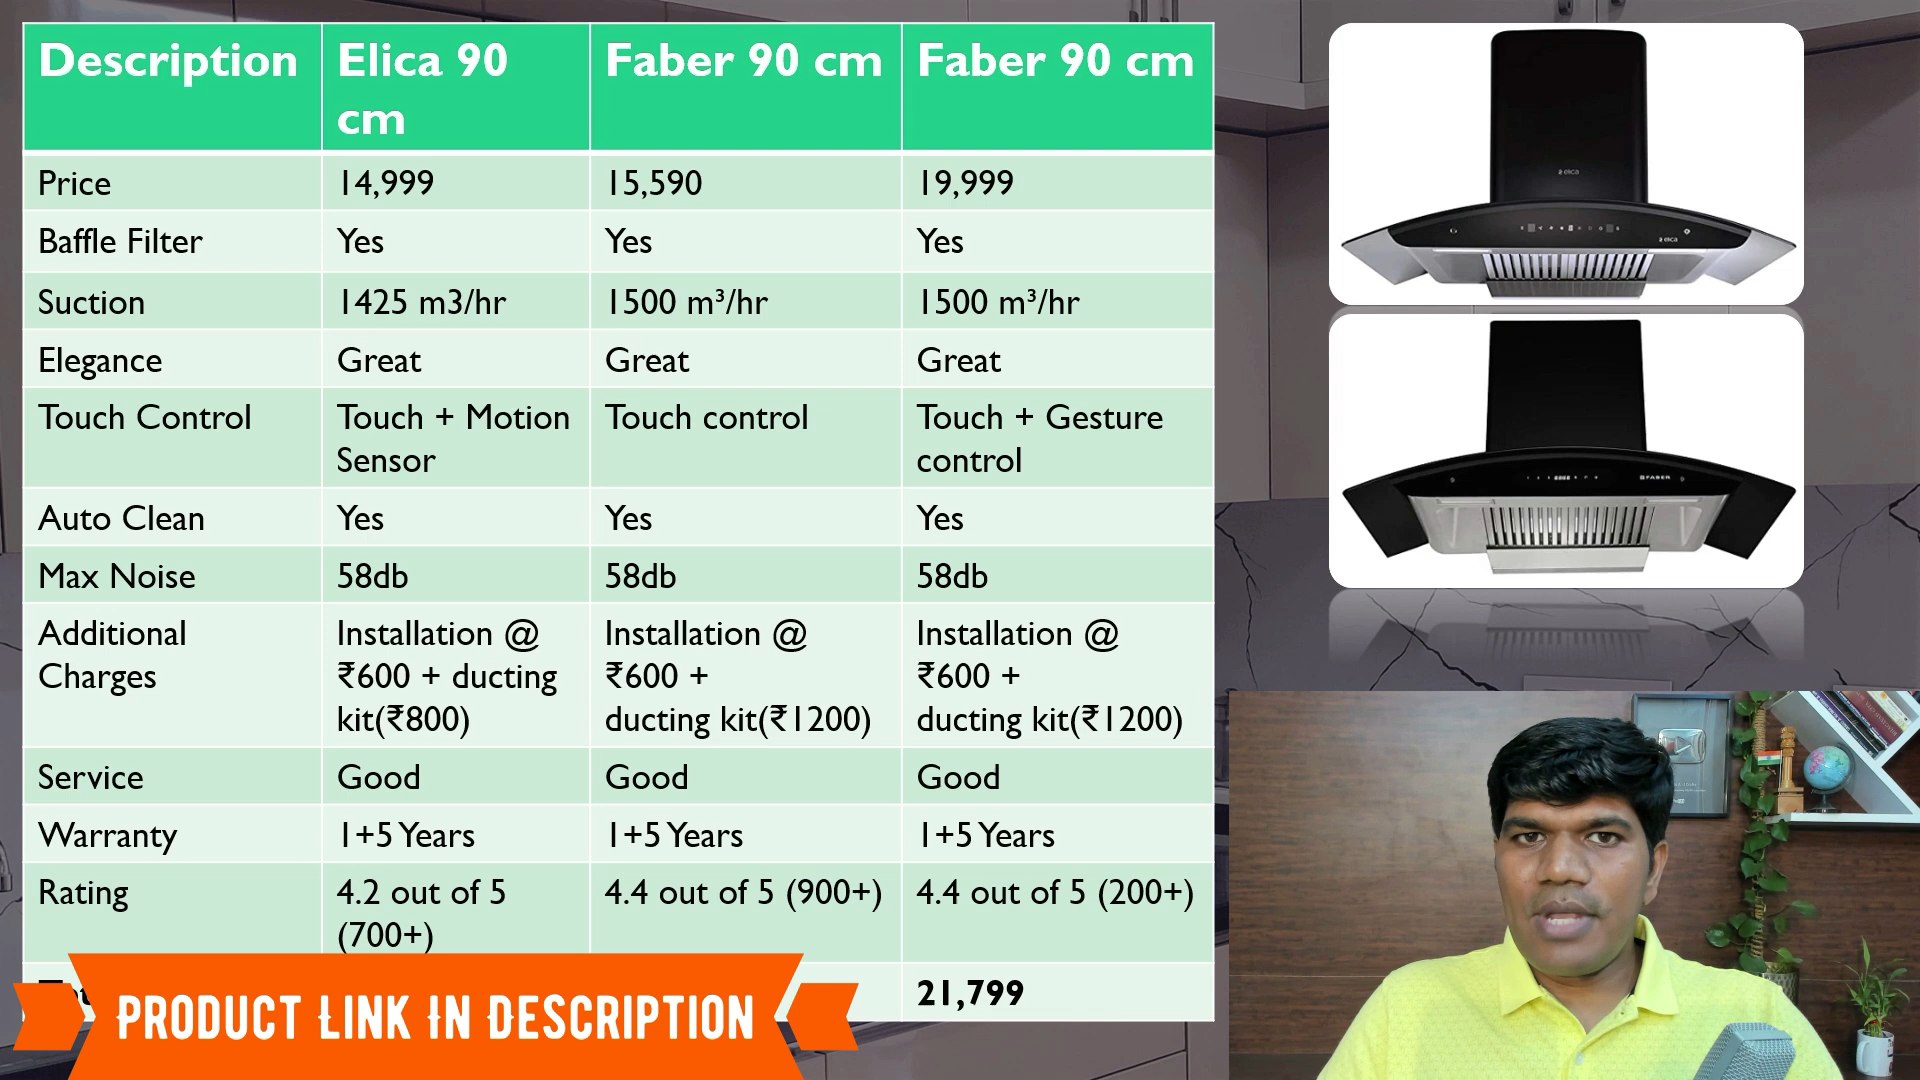 Description Elica 90 cm Faber 90 cm Faber 90 cm
Price 14,999 15,590 19,999
Baffle Filter Yes Yes Yes
Suction 1425 m3/hr 1500 m³/hr 1500 m³/hr
Elegance Great Great Great
Touch Control Touch + Motion Sensor Touch control Touch + Gesture control
Auto Clean Yes Yes Yes
Max Noise 58db 58db 58db
Additional Charges Installation @ ₹600 + ducting kit(₹800) Installation @ ₹600 + ducting kit(₹1200) Installation @ ₹600 + ducting kit(₹1200)
Service Good Good Good
Warranty 1+5 Years 1+5 Years 1+5 Years
Rating 4.2 out of 5 (700+) 4.4 out of 5 (900+) 4.4 out of 5 (200+)
21,799
PRODUCT LINK IN DESCRIPTION
elica
elica
FABER